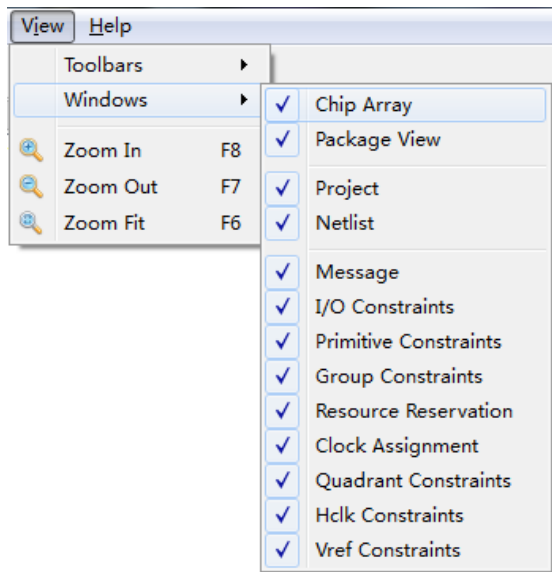 View Help
Toolbars
Windows
Zoom In F8
Zoom Out F7
Zoom Fit F6
Chip Array
Package View
Project
Netlist
Message
I/O Constraints
Primitive Constraints
Group Constraints
Resource Reservation
Clock Assignment
Quadrant Constraints
Hclk Constraints
Vref Constraints